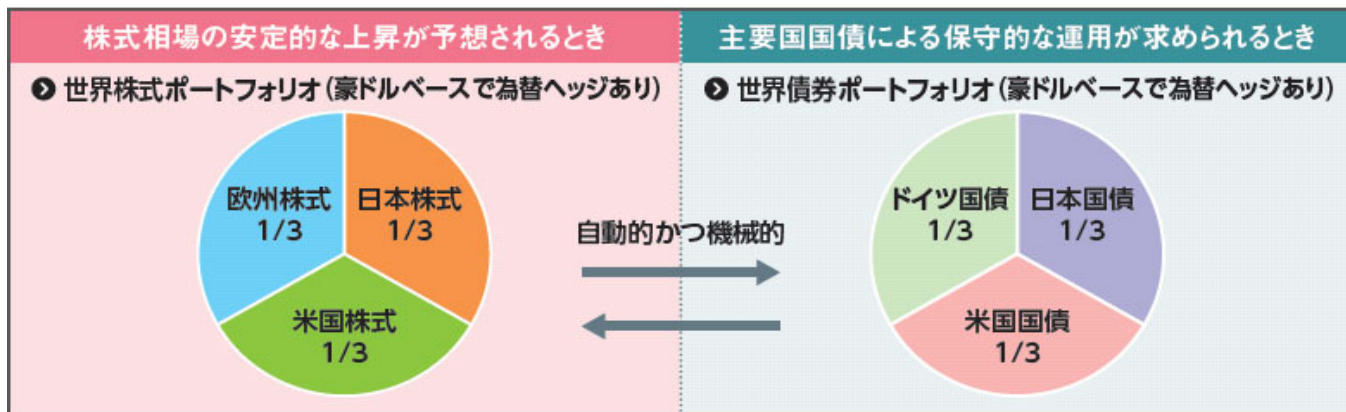 株式相場の安定的な上昇が予想されるとき
世界株式ポートフォリオ(豪ドルベースで為替ヘッジあり)
欧州株式
1/3
日本株式
1/3
米国株式
1/3
自動的かつ機械的
主要国国債による保守的な運用が求められるとき
世界債券ポートフォリオ(豪ドルベースで為替ヘッジあり)
ドイツ国債
1/3
日本国債
1/3
米国国債
1/3